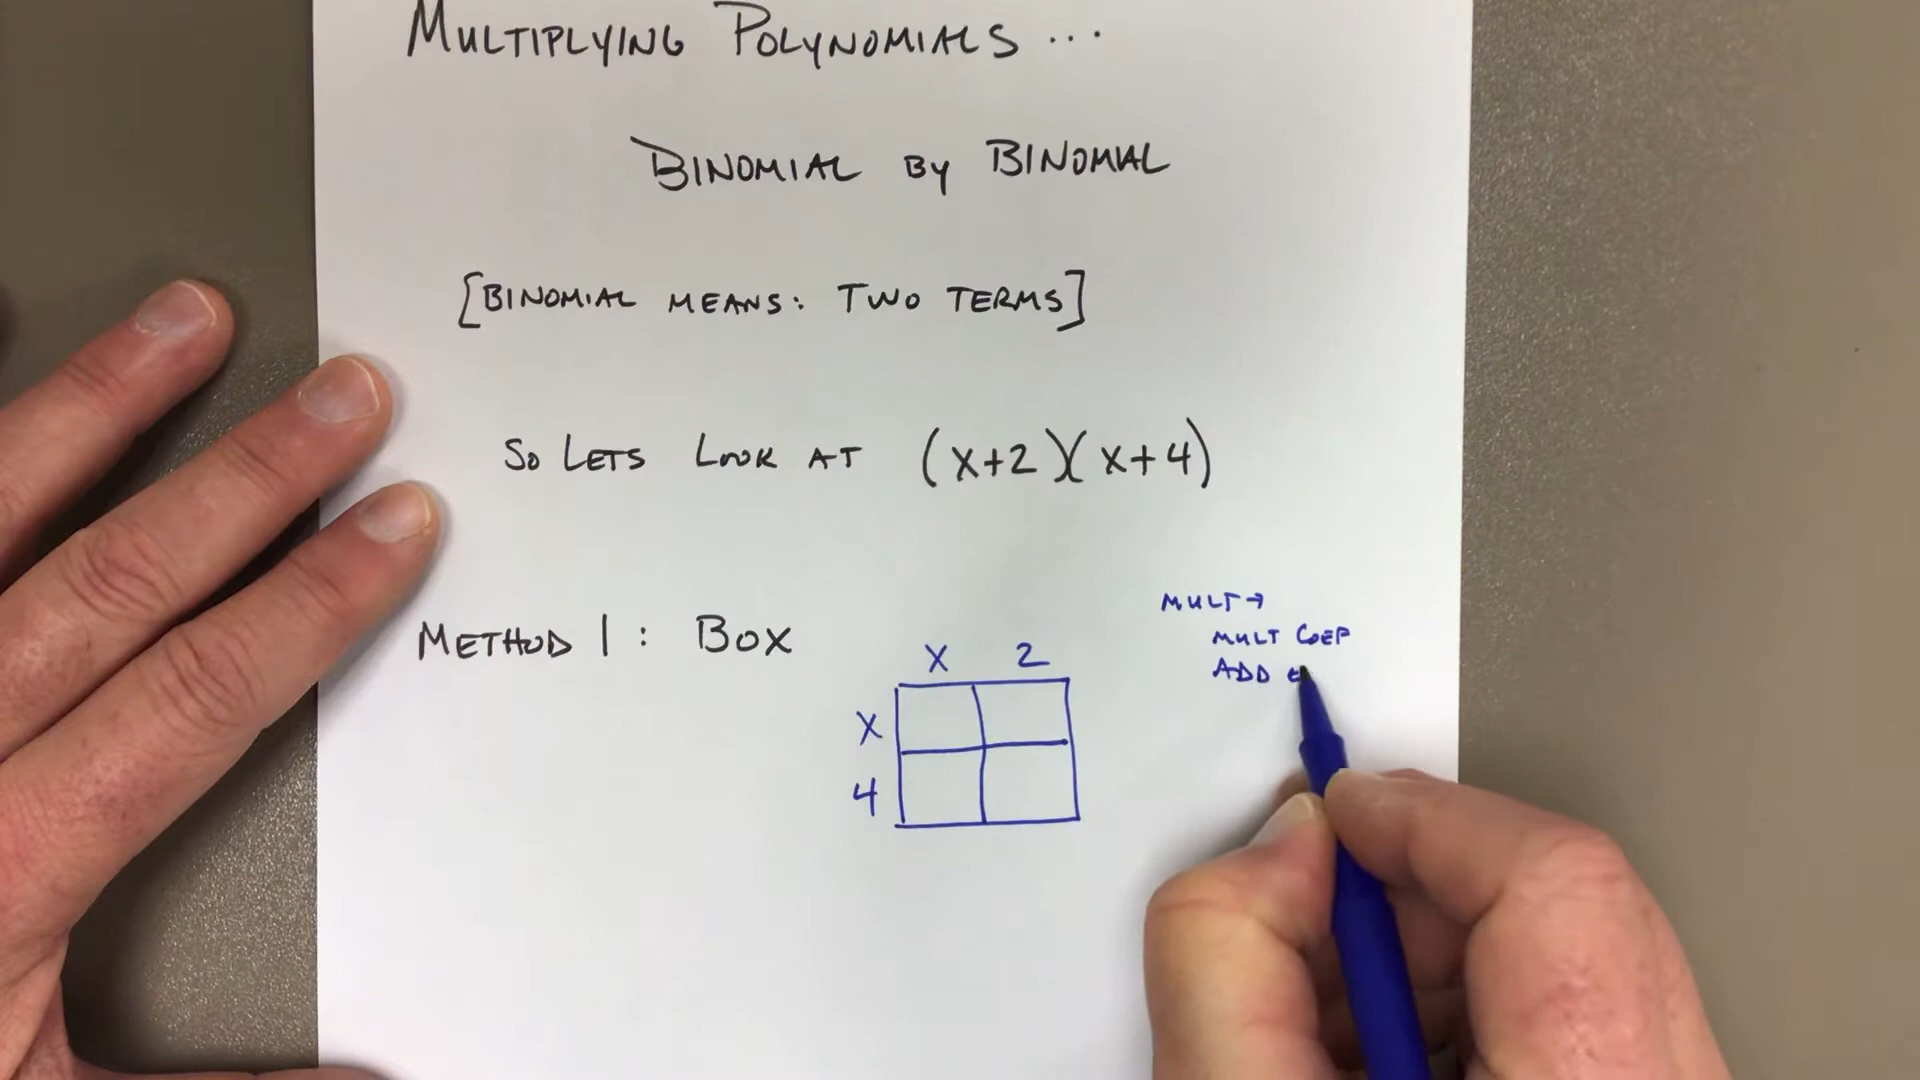 MULTIPLYING POLYNOMIALS ...
BINOMIAL BY BINOMIAL
[BINOMIAL MEANS: TWO TERMS]
SO LETS LOOK AT (x+2)(x+4)
METHOD 1: BOX
MULT →
MULT COEF
ADD
x 2
x
4